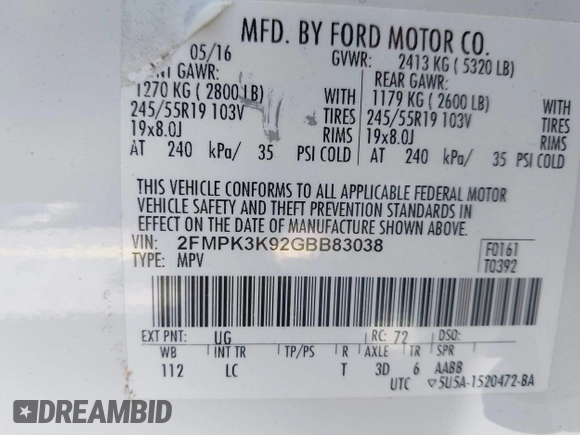 MFD. BY FORD MOTOR CO.
05/16 GVWR: 2413 KG ( 5320 LB)
GAWR: REAR GAWR:
1270 KG ( 2800 LB) WITH 1179 KG ( 2600 LB) WITH
245/55R19 103V TIRES 245/55R19 103V TIRES
19x8.0J RIMS 19x8.0J RIMS
AT 240 kPa/ 35 PSI COLD AT 240 kPa/ 35 PSI COLD
THIS VEHICLE CONFORMS TO ALL APPLICABLE FEDERAL MOTOR
VEHICLE SAFETY AND THEFT PREVENTION STANDARDS IN
EFFECT ON THE DATE OF MANUFACTURE SHOWN ABOVE.
VIN: 2FMPK3K92GBB83038 F0161
TYPE: MPV T0392
EXT PNT: UG RC: 72 DSO:
WB INT TR TP/PS R AXLE TR SPR
112 LC T 3D 6 AABB
UTC ▽5U5A-1520472-BA
DREAMBID